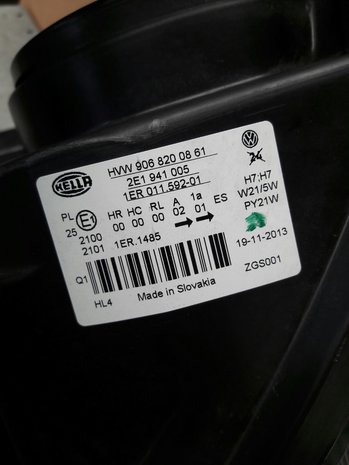 HELLA
HVW 906 820 08 61
2E1 941 005
1ER 011.592-01
H7:H7
W21/5W
PY21W
PL E1 HR HC RL A 1a ES
25 2100 00 00 00 02 01
2101 1ER.1485
19-11-2013
Q1
HL4 Made in Slovakia
ZGS001